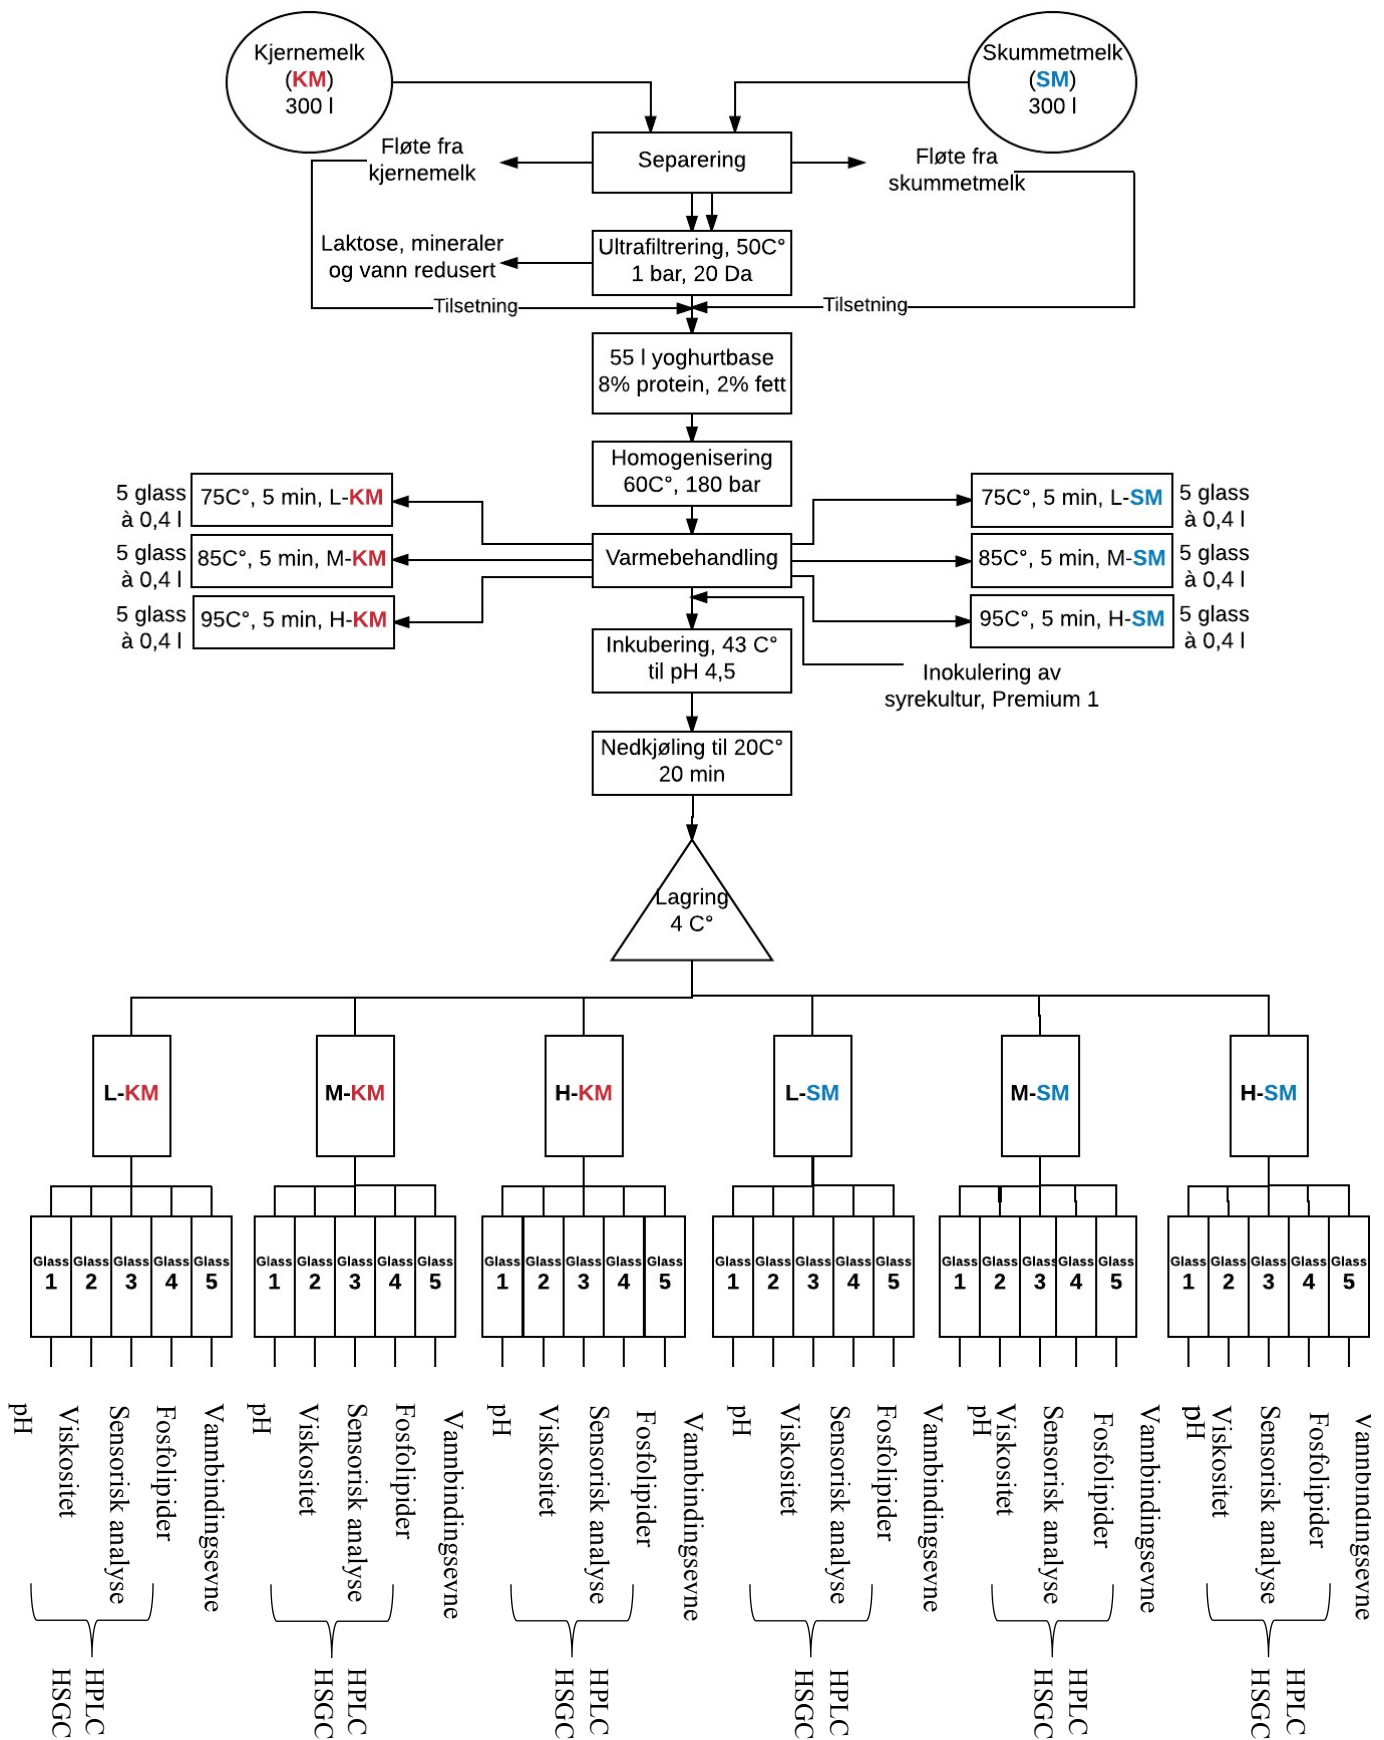 Kjernemelk
(KM)
300 l
Skummetmelk
(SM)
300 l
Fløte fra
kjernemelk
Separering
Fløte fra
skummetmelk
Laktose, mineraler
og vann redusert
Ultrafiltrering, 50C°
1 bar, 20 Da
Tilsetning
Tilsetning
55 l yoghurtbase
8% protein, 2% fett
Homogenisering
60C°, 180 bar
5 glass
à 0,4 l
75C°, 5 min, L-KM
75C°, 5 min, L-SM
5 glass
à 0,4 l
5 glass
à 0,4 l
85C°, 5 min, M-KM
Varmebehandling
85C°, 5 min, M-SM
5 glass
à 0,4 l
5 glass
à 0,4 l
95C°, 5 min, H-KM
95C°, 5 min, H-SM
5 glass
à 0,4 l
Inkubering, 43 C°
til pH 4,5
Inokulering av
syrekultur, Premium 1
Nedkjøling til 20C°
20 min
Lagring
4 C°
L-KM
M-KM
H-KM
L-SM
M-SM
H-SM
Glass 1
Glass 2
Glass 3
Glass 4
Glass 5
Glass 1
Glass 2
Glass 3
Glass 4
Glass 5
Glass 1
Glass 2
Glass 3
Glass 4
Glass 5
Glass 1
Glass 2
Glass 3
Glass 4
Glass 5
Glass 1
Glass 2
Glass 3
Glass 4
Glass 5
Glass 1
Glass 2
Glass 3
Glass 4
Glass 5
pH
Viskositet
Sensorisk analyse
Fosfolipider
Vannbindingsevne
pH
Viskositet
Sensorisk analyse
Fosfolipider
Vannbindingsevne
pH
Viskositet
Sensorisk analyse
Fosfolipider
Vannbindingsevne
pH
Viskositet
Sensorisk analyse
Fosfolipider
Vannbindingsevne
pH
Viskositet
Sensorisk analyse
Fosfolipider
Vannbindingsevne
pH
Viskositet
Sensorisk analyse
Fosfolipider
Vannbindingsevne
HPLC
HSGC
HPLC
HSGC
HPLC
HSGC
HPLC
HSGC
HPLC
HSGC
HPLC
HSGC